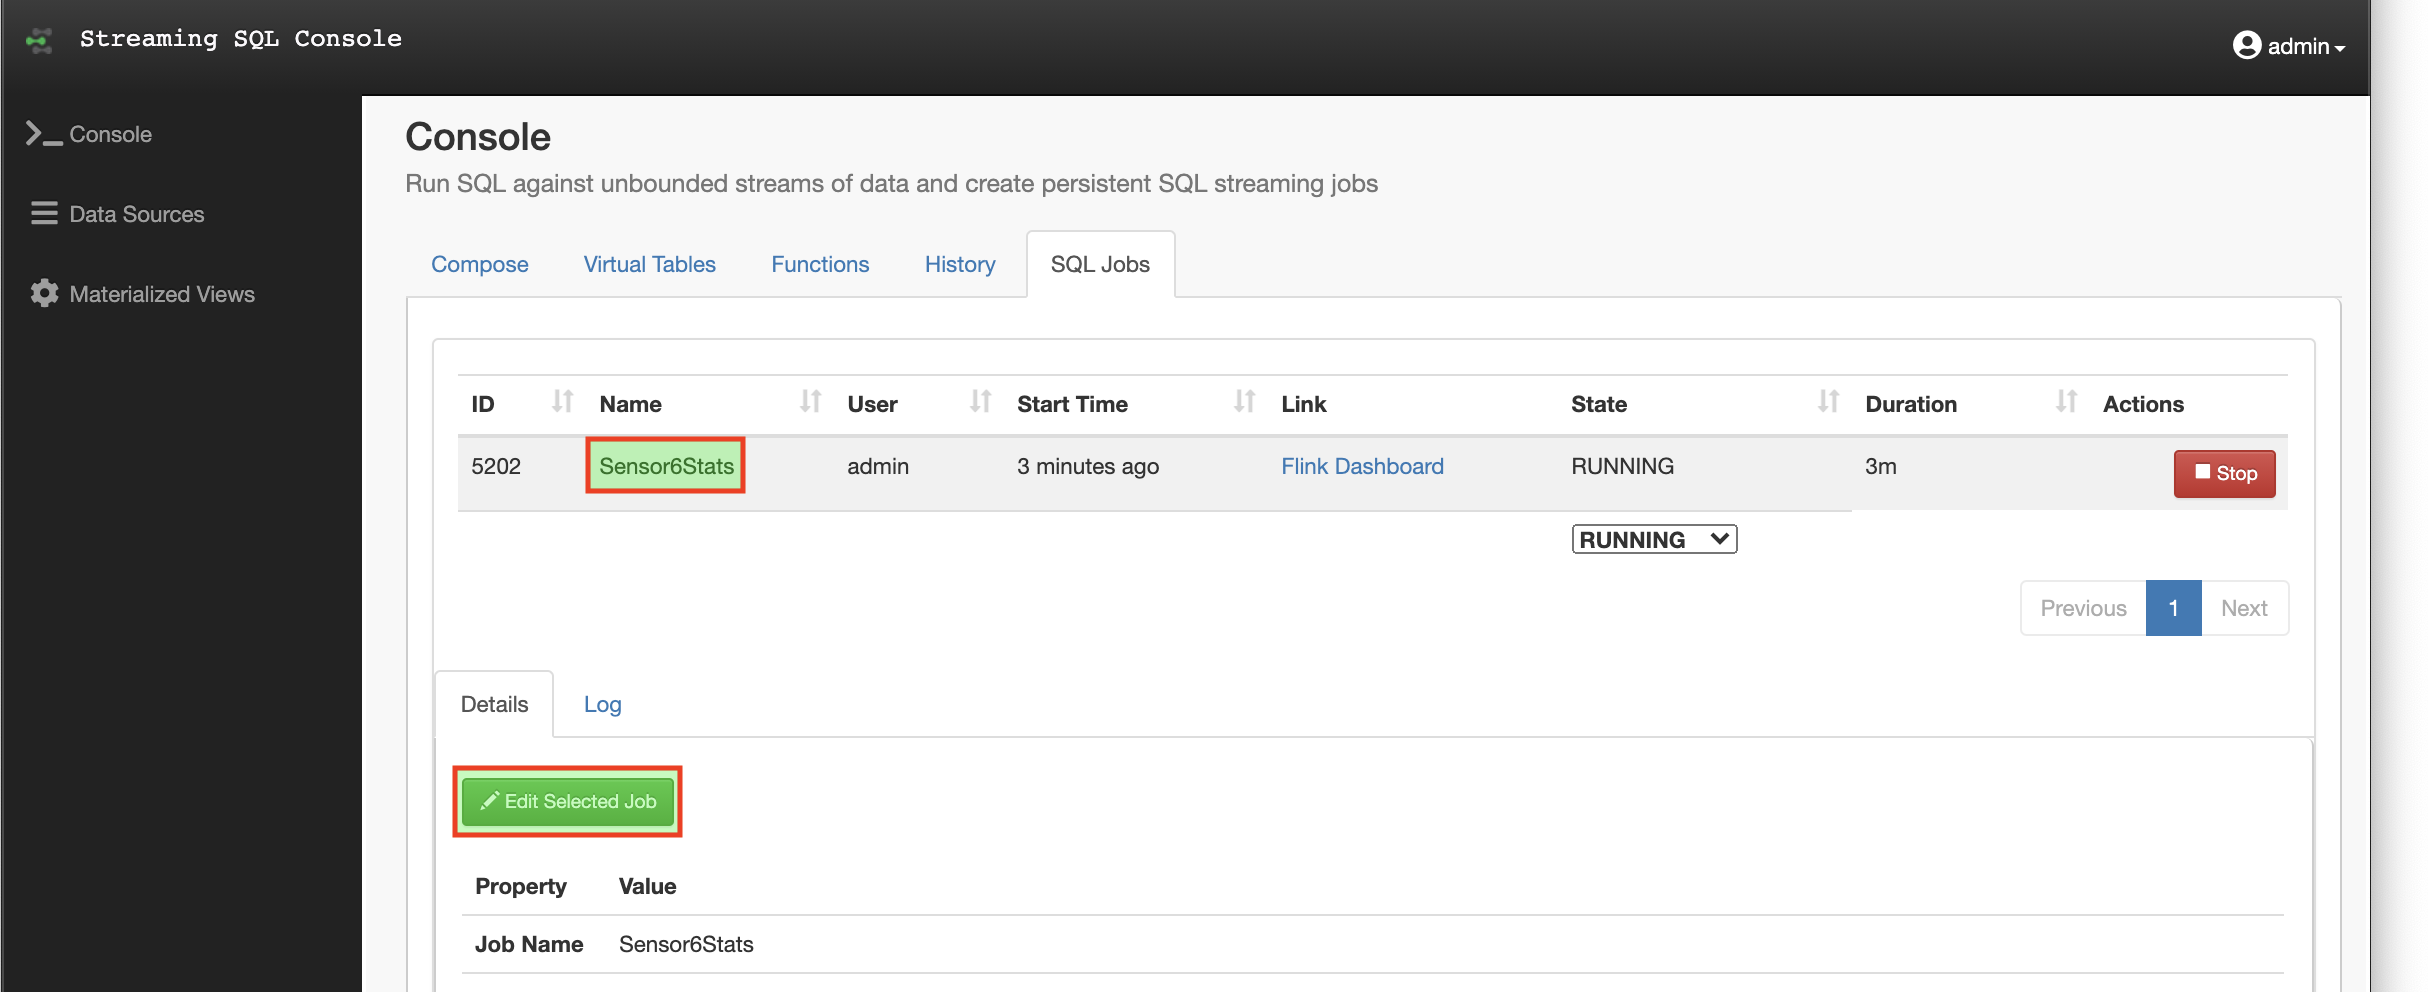 Streaming SQL Console
admin
Console
Data Sources
Materialized Views
Console
Run SQL against unbounded streams of data and create persistent SQL streaming jobs
Compose Virtual Tables Functions History SQL Jobs
ID Name User Start Time Link State Duration Actions
5202 Sensor6Stats admin 3 minutes ago Flink Dashboard RUNNING 3m Stop
RUNNING
Previous 1 Next
Details Log
Edit Selected Job
Property Value
Job Name Sensor6Stats